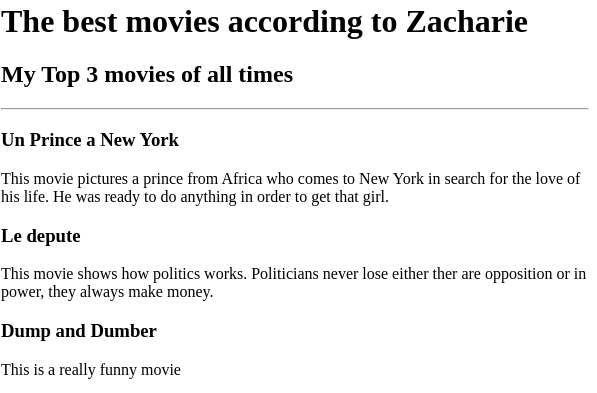 The best movies according to Zacharie
My Top 3 movies of all times
Un Prince a New York
This movie pictures a prince from Africa who comes to New York in search for the love of
his life. He was ready to do anything in order to get that girl.
Le depute
This movie shows how politics works. Politicians never lose either ther are opposition or in
power, they always make money.
Dump and Dumber
This is a really funny movie